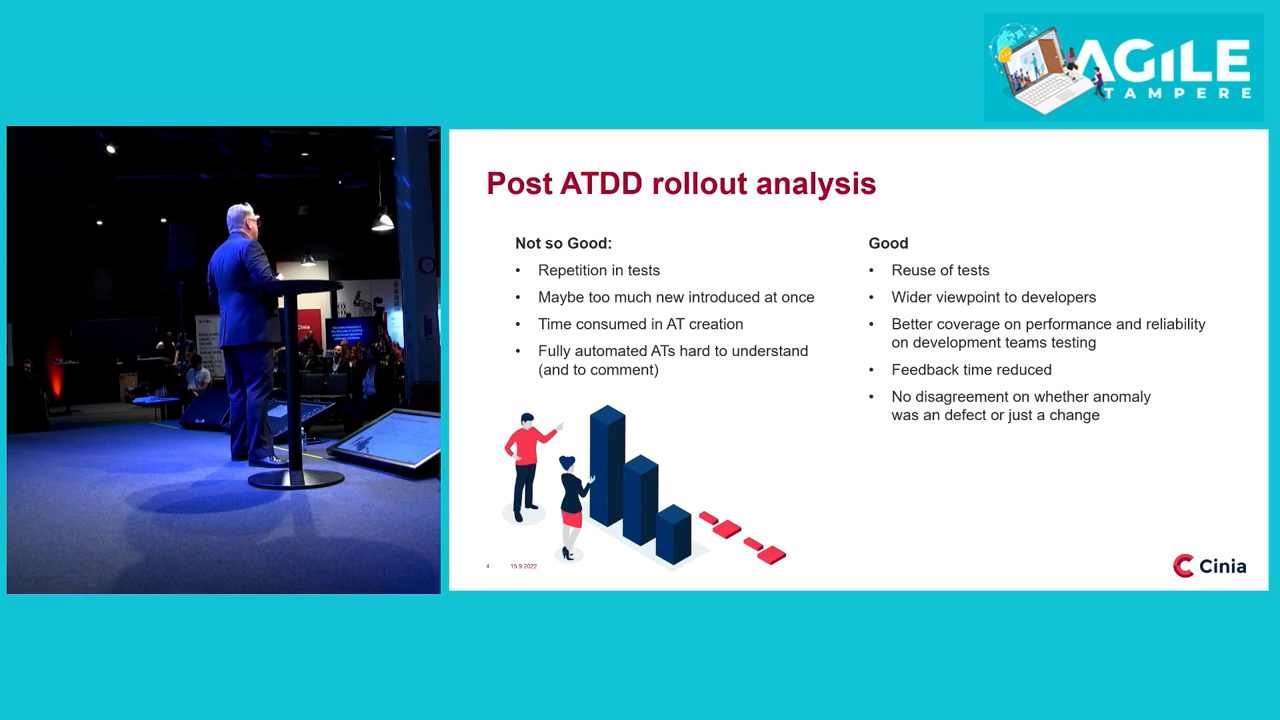 AGILE
TAMPERE
Post ATDD rollout analysis
Not so Good:
• Repetition in tests
• Maybe too much new introduced at once
• Time consumed in AT creation
• Fully automated ATs hard to understand
(and to comment)
Good
• Reuse of tests
• Wider viewpoint to developers
• Better coverage on performance and reliability
on development teams testing
• Feedback time reduced
• No disagreement on whether anomaly
was an defect or just a change
4 15.9.2022
Cinia
Cinia